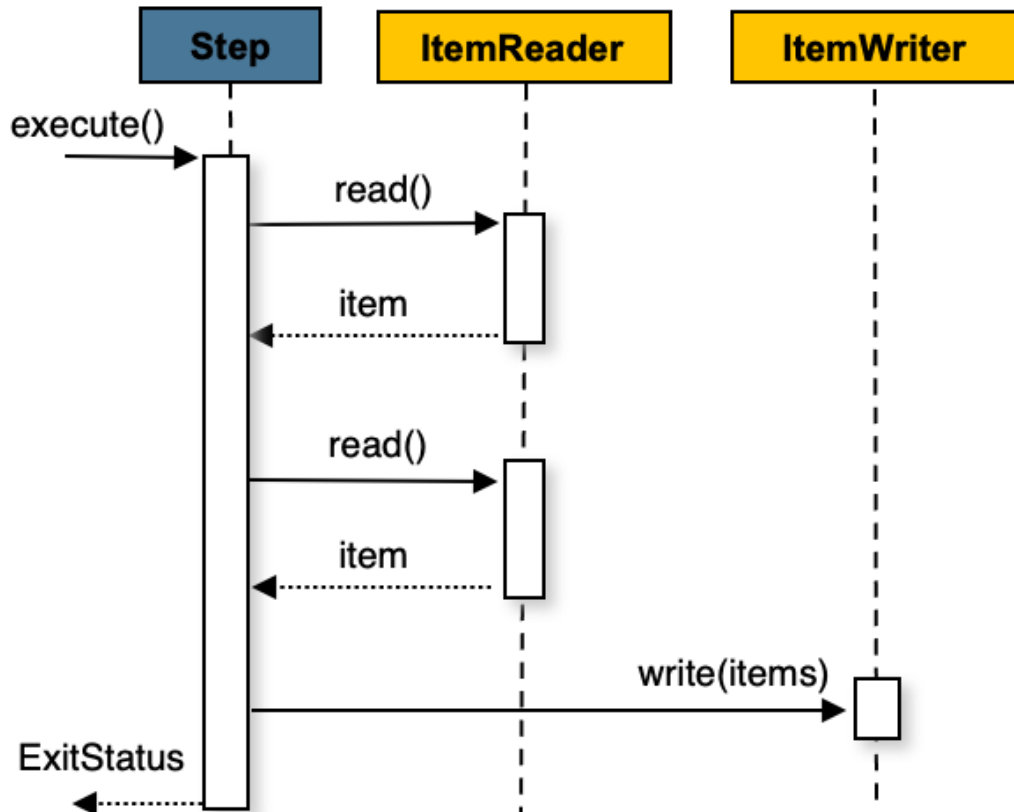 Step
ItemReader
ItemWriter
execute()
read()
item
read()
item
write(items)
ExitStatus